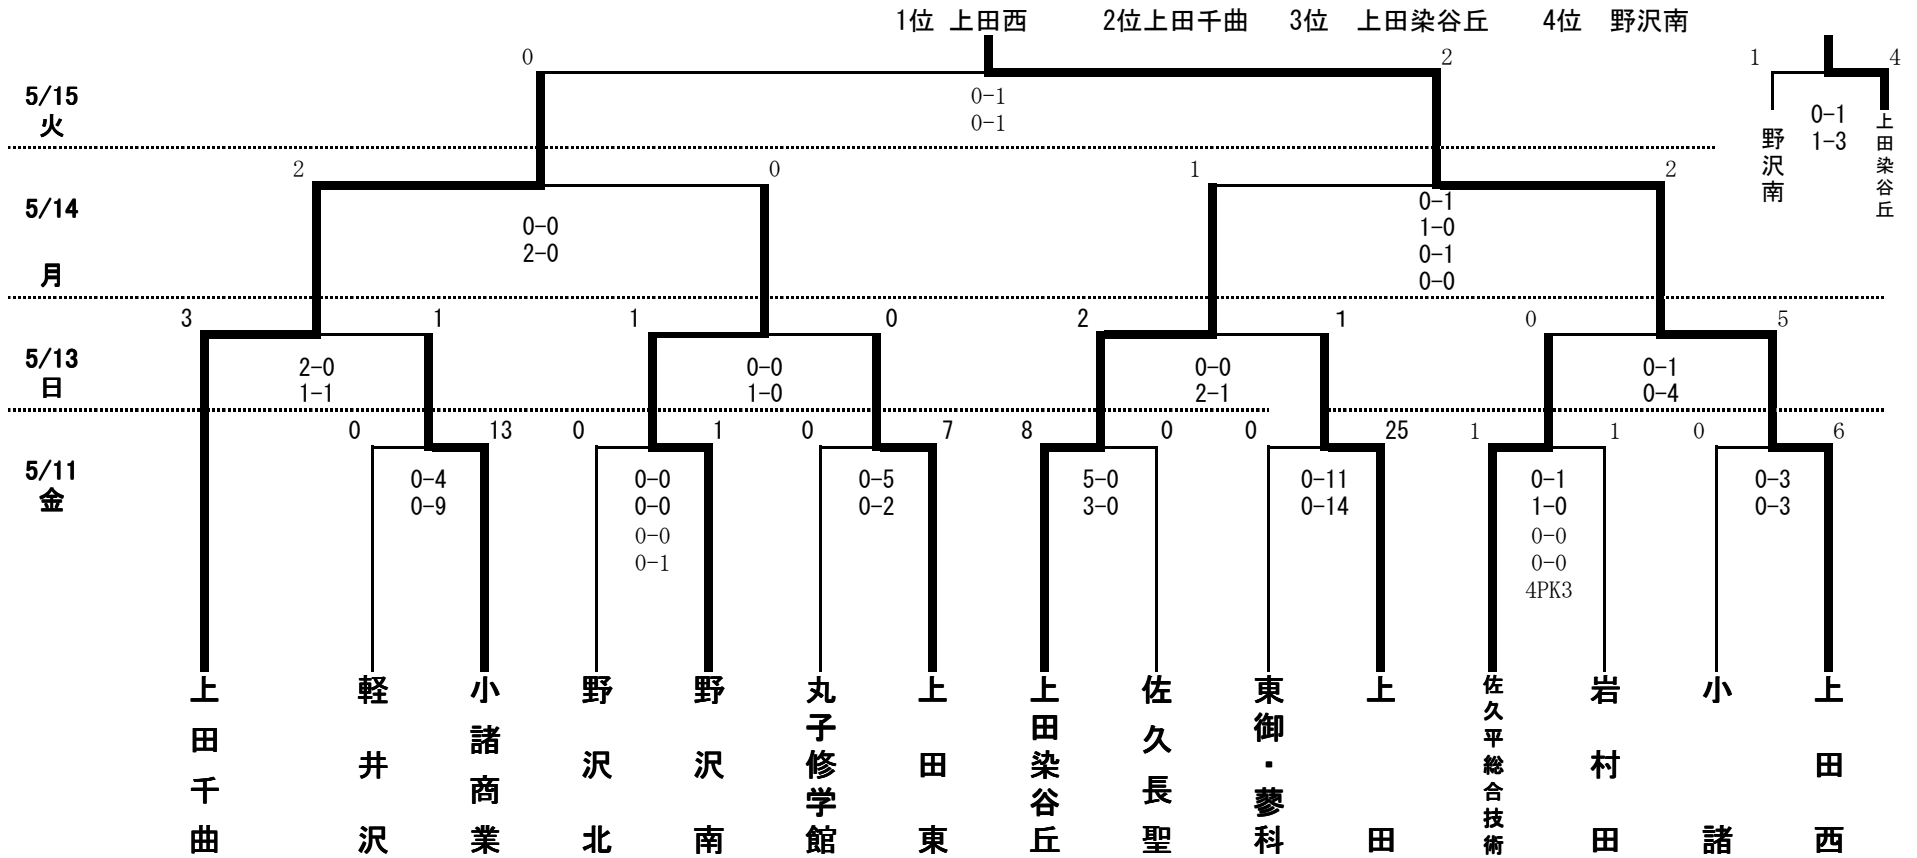 1位 上田西 2位上田千曲 3位 上田染谷丘 4位 野沢南
0 2 1 4
5/15
火
0-1
0-1
0-1
1-3
野沢南
上田染谷丘
2 0 1 2
5/14
月
0-0
2-0
0-1
1-0
0-1
0-0
3 1 1 0 2 1 0 5
5/13
日
2-0
1-1
0-0
1-0
0-0
2-1
0-1
0-4
0 13 0 1 0 7 8 0 0 25 1 1 0 6
5/11
金
0-4
0-9
0-0
0-0
0-0
0-1
0-5
0-2
5-0
3-0
0-11
0-14
0-1
1-0
0-0
0-0
4PK3
0-3
0-3
上田千曲
軽井沢
小諸商業
野沢北
野沢南
丸子修学館
上田東
上田染谷丘
佐久長聖
東御・蓼科
上田
佐久平総合技術
岩村田
小諸
上田西